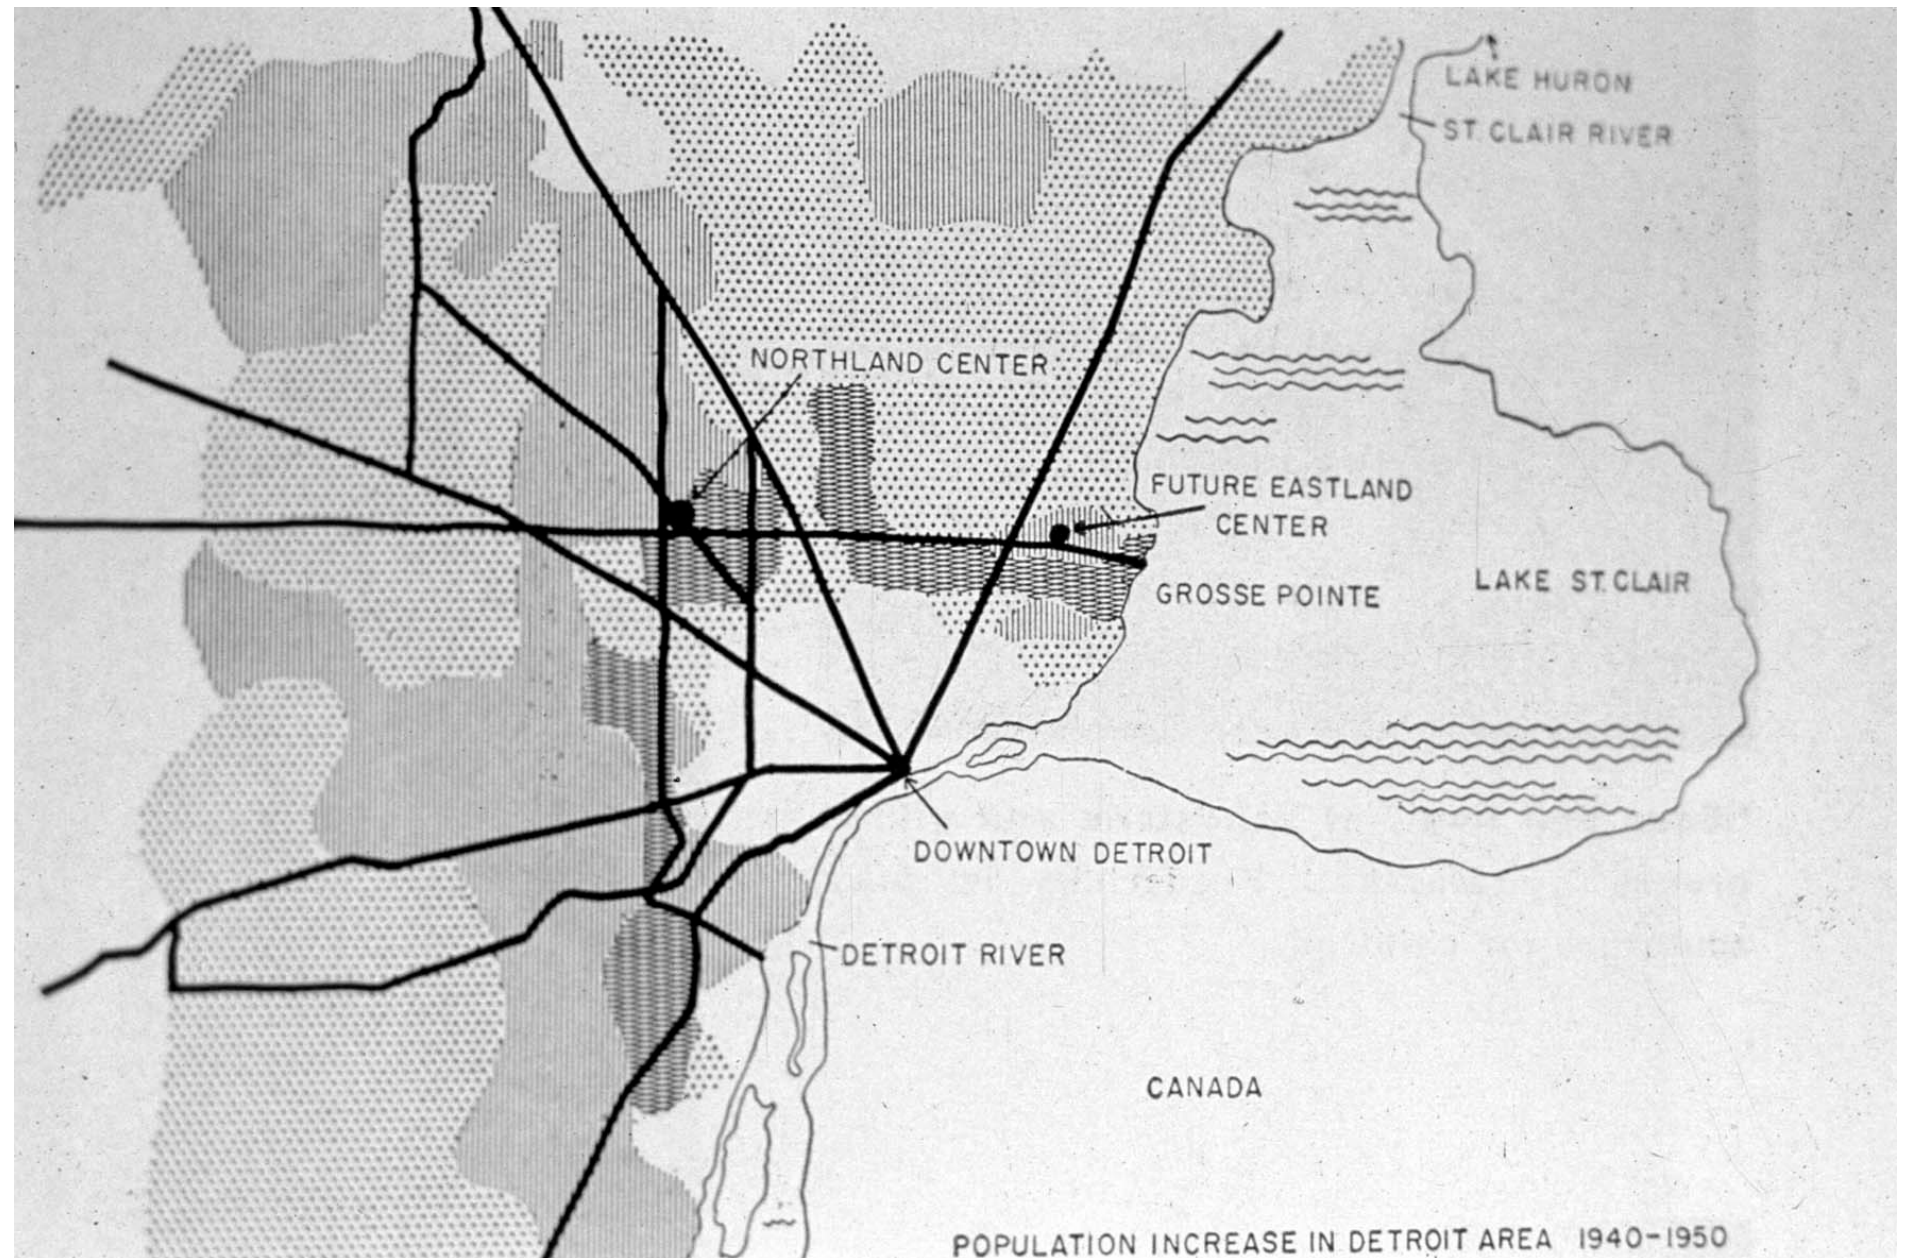 LAKE HURON
ST. CLAIR RIVER
NORTHLAND CENTER
FUTURE EASTLAND
CENTER
GROSSE POINTE
LAKE ST. CLAIR
DOWNTOWN DETROIT
DETROIT RIVER
CANADA
POPULATION INCREASE IN DETROIT AREA 1940-1950